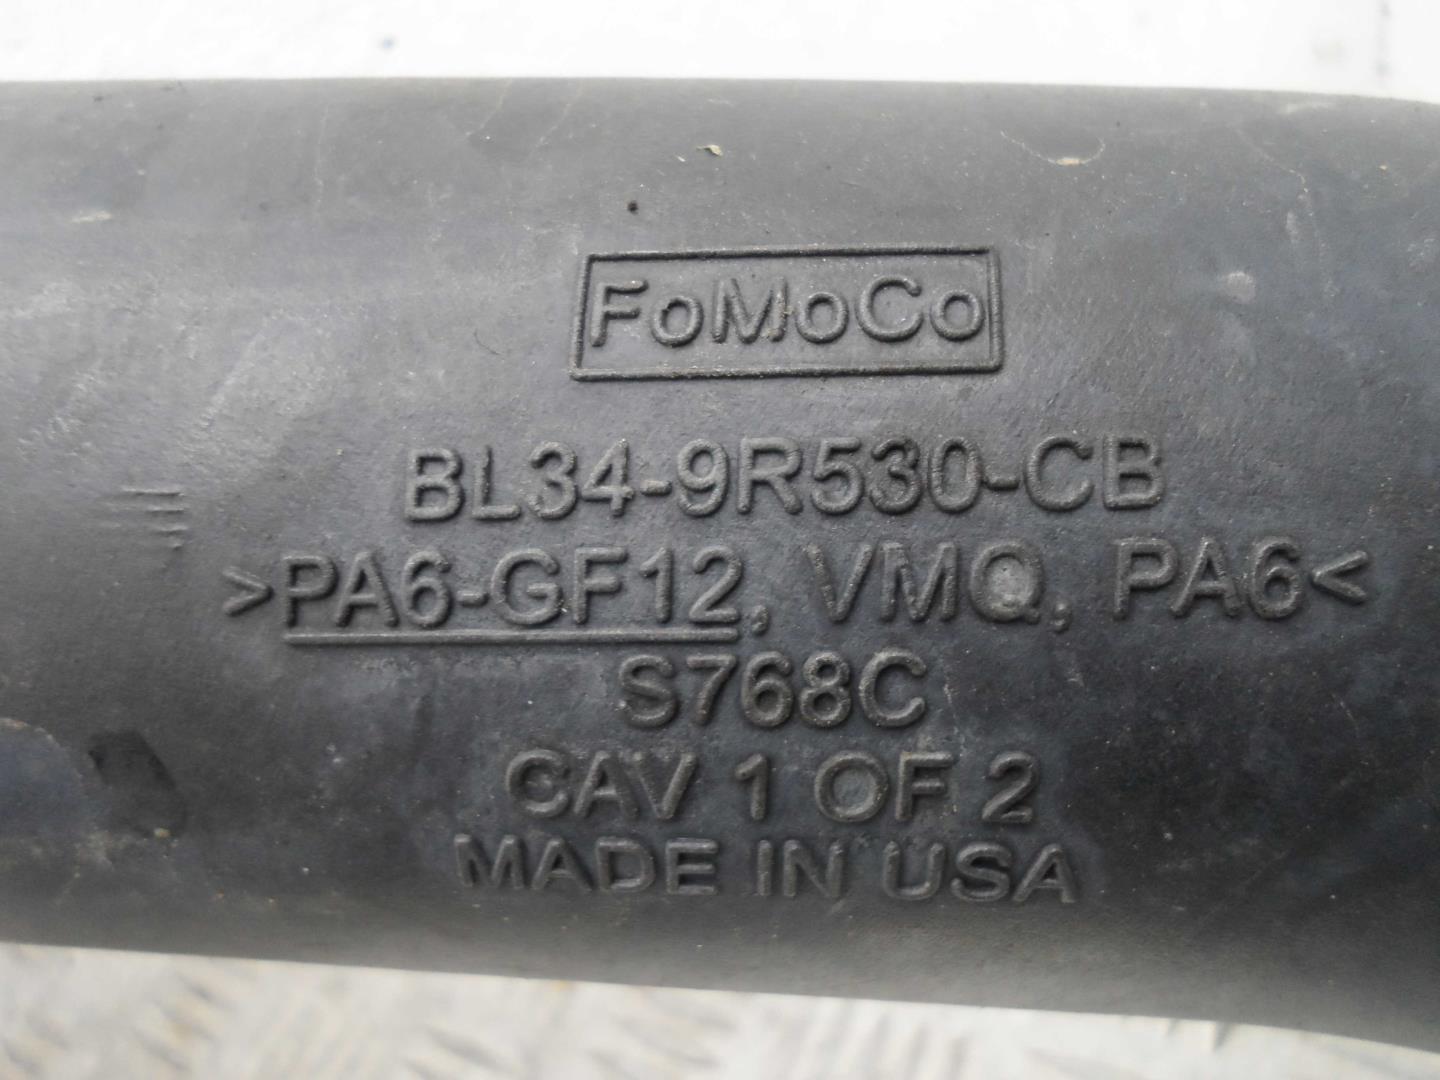 FoMoCo
BL34-9R530-CB
>PA6-GF12, VMQ, PA6<
S768C
CAV 1 OF 2
MADE IN USA